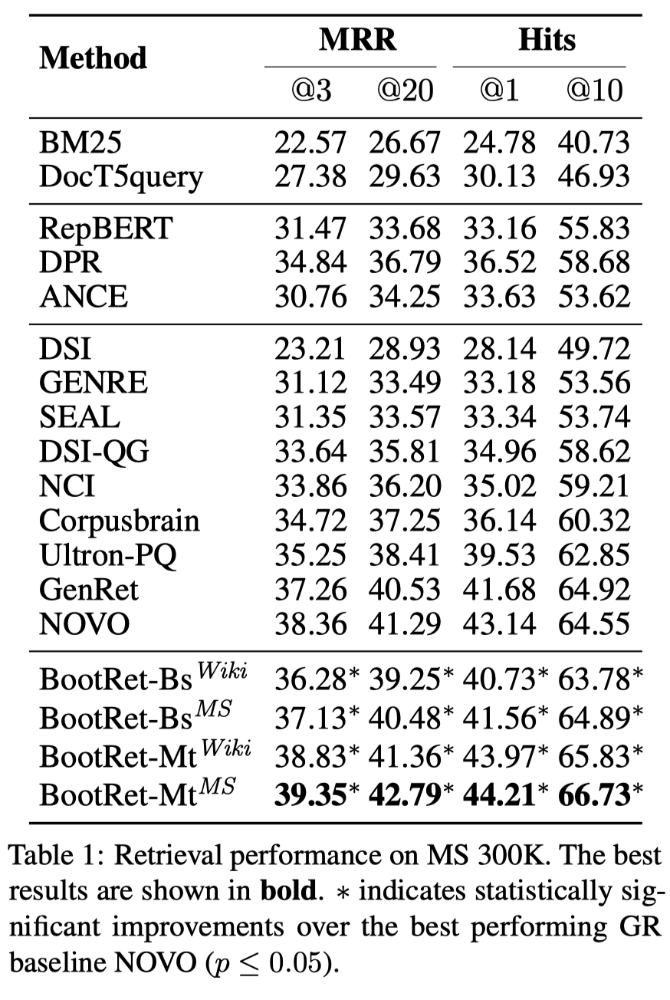 Method MRR Hits
@3 @20 @1 @10
BM25 22.57 26.67 24.78 40.73
DocT5query 27.38 29.63 30.13 46.93
RepBERT 31.47 33.68 33.16 55.83
DPR 34.84 36.79 36.52 58.68
ANCE 30.76 34.25 33.63 53.62
DSI 23.21 28.93 28.14 49.72
GENRE 31.12 33.49 33.18 53.56
SEAL 31.35 33.57 33.34 53.74
DSI-QG 33.64 35.81 34.96 58.62
NCI 33.86 36.20 35.02 59.21
Corpusbrain 34.72 37.25 36.14 60.32
Ultron-PQ 35.25 38.41 39.53 62.85
GenRet 37.26 40.53 41.68 64.92
NOVO 38.36 41.29 43.14 64.55
BootRet-Bs^Wiki 36.28* 39.25* 40.73* 63.78*
BootRet-Bs^MS 37.13* 40.48* 41.56* 64.89*
BootRet-Mt^Wiki 38.83* 41.36* 43.97* 65.83*
BootRet-Mt^MS 39.35* 42.79* 44.21* 66.73*
Table 1: Retrieval performance on MS 300K. The best
results are shown in bold. * indicates statistically sig-
nificant improvements over the best performing GR
baseline NOVO (p ≤ 0.05).